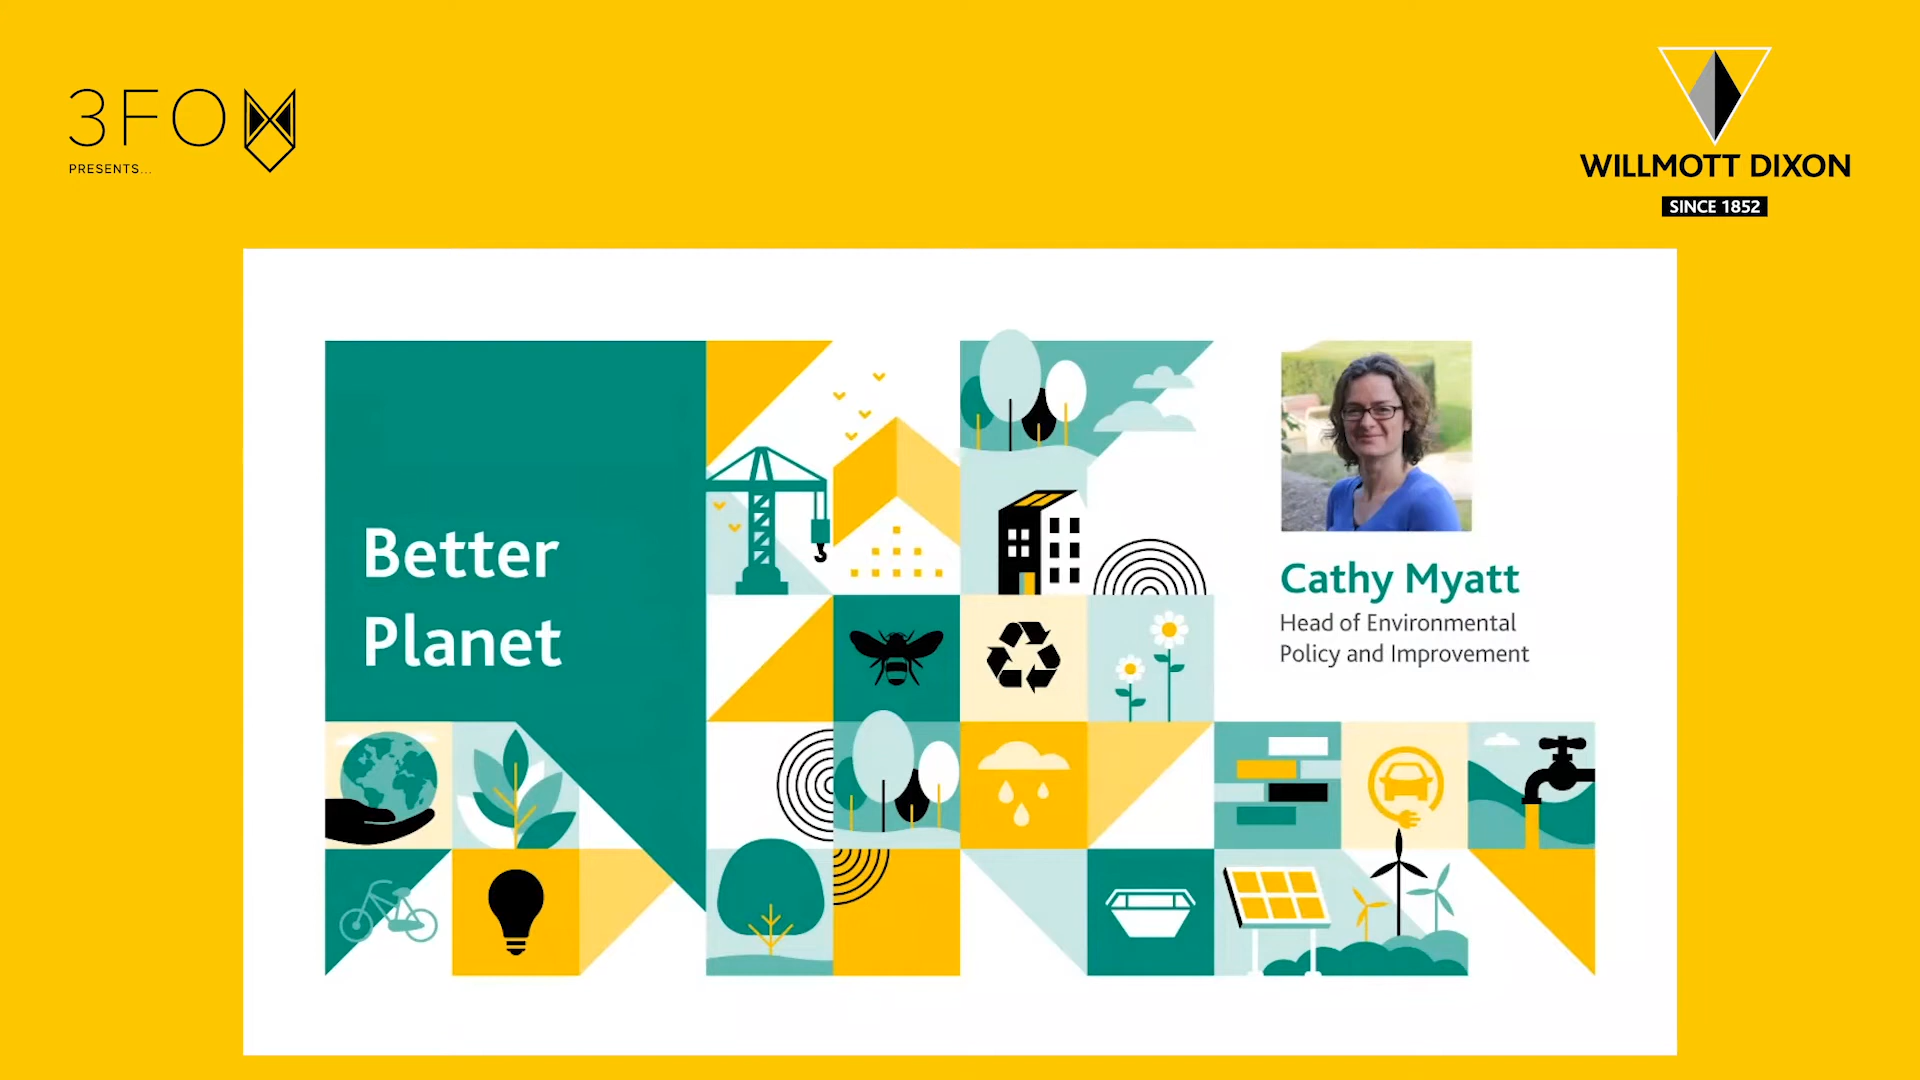 3FOX
PRESENTS...
WILLMOTT DIXON
SINCE 1852
Better
Planet
Cathy Myatt
Head of Environmental
Policy and Improvement